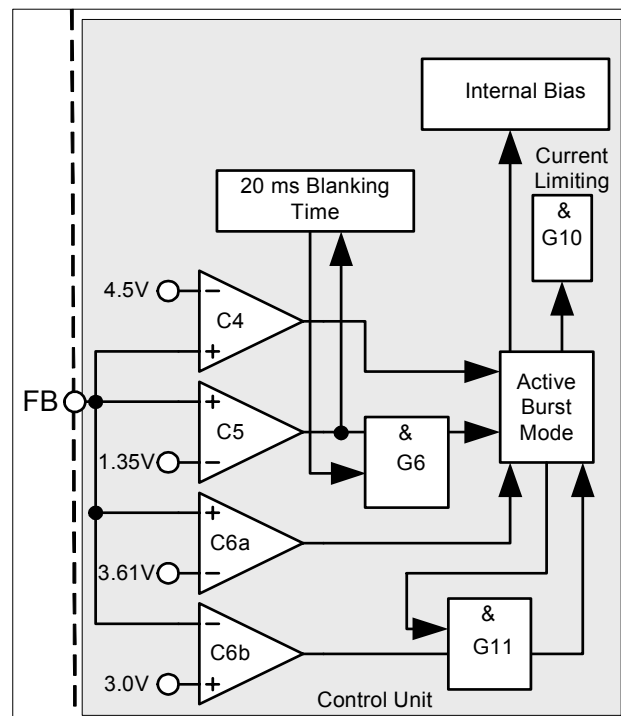 Internal Bias
Current
Limiting
20 ms Blanking
Time
&
G10
4.5V
−
C4
+
FB
+
C5
−
1.35V
Active
Burst
Mode
&
G6
+
C6a
−
3.61V
−
C6b
+
3.0V
&
G11
Control Unit